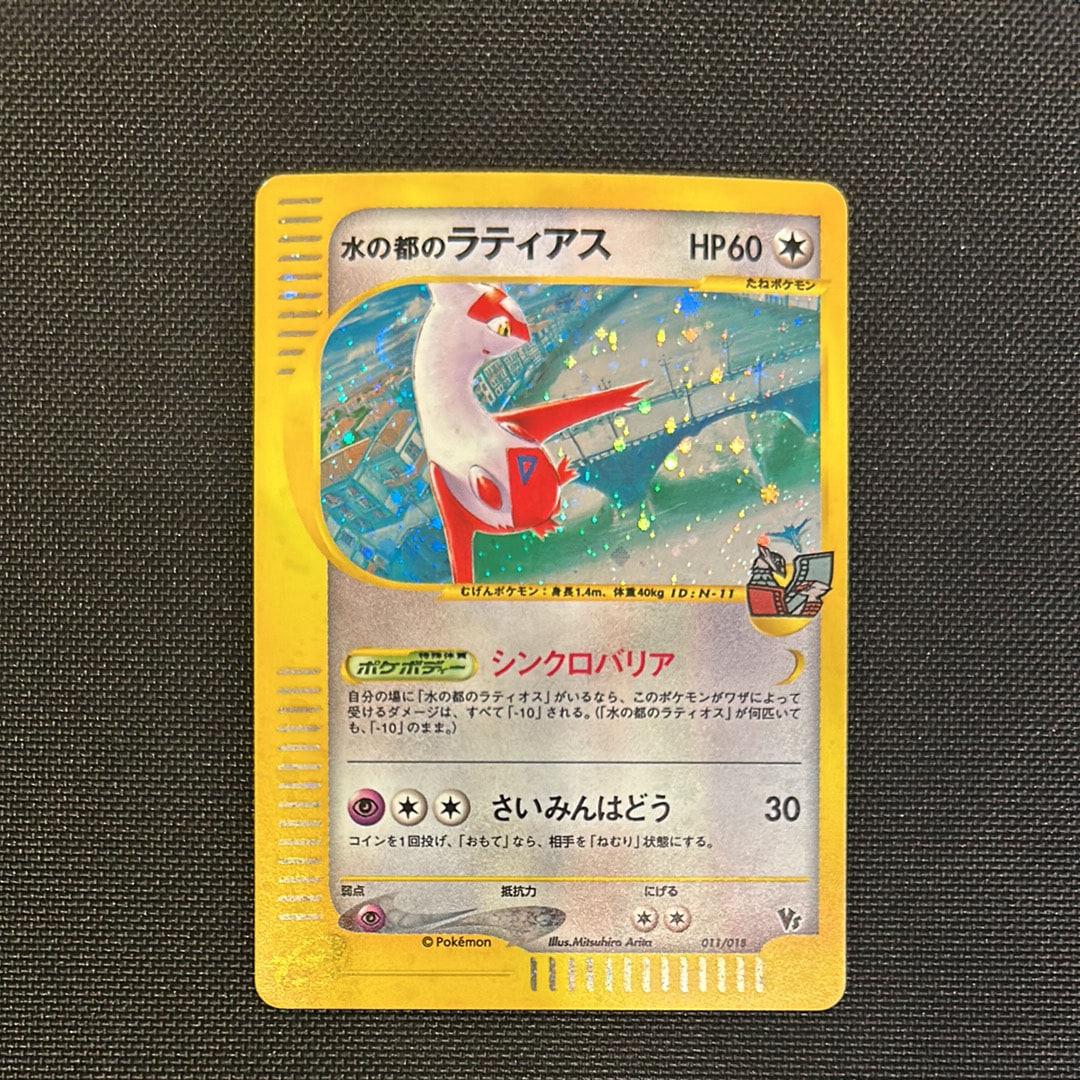 水の都のラティアス HP60
たねポケモン
むげんポケモン：身長1.4m、体重40kg ID:N-11
特殊体質
ポケボディー シンクロバリア
自分の場に「水の都のラティオス」がいるなら、このポケモンがワザによって
受けるダメージは、すべて「-10」される。(「水の都のラティオス」が何匹いて
も、「-10」のまま。)
さいみんはどう 30
コインを1回投げ、「おもて」なら、相手を「ねむり」状態にする。
弱点 抵抗力 にげる
© Pokémon Illus.Mitsuhiro Arita 011/018 Vs